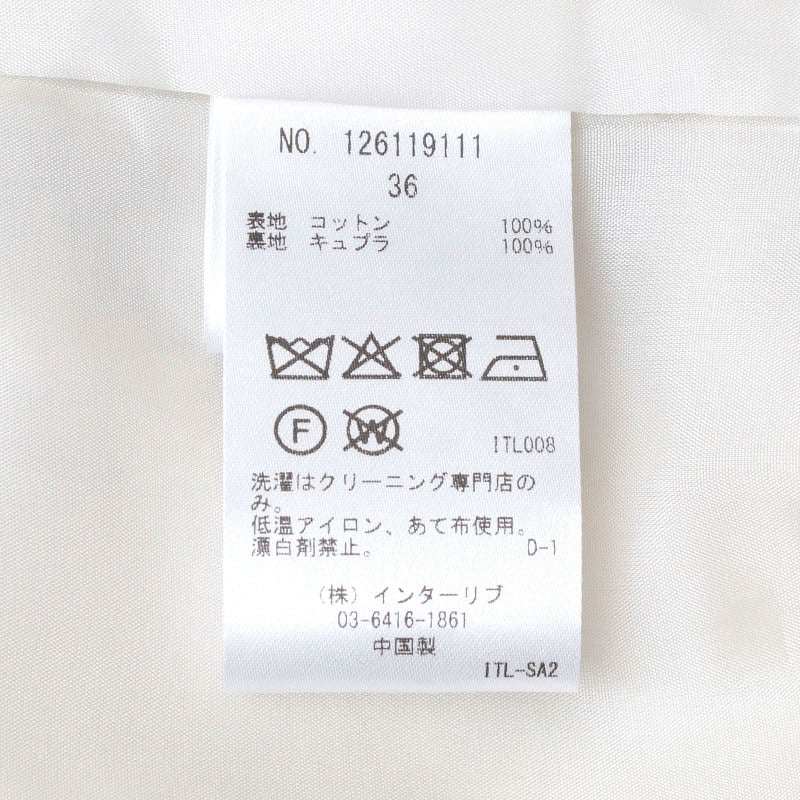 NO. 126119111
36
表地 コットン 100%
裏地 キュプラ 100%
F W ITL008
洗濯はクリーニング専門店の
み。
低温アイロン、あて布使用。
漂白剤禁止。 D-1
(株)インターリブ
03-6416-1861
中国製
ITL-SA2